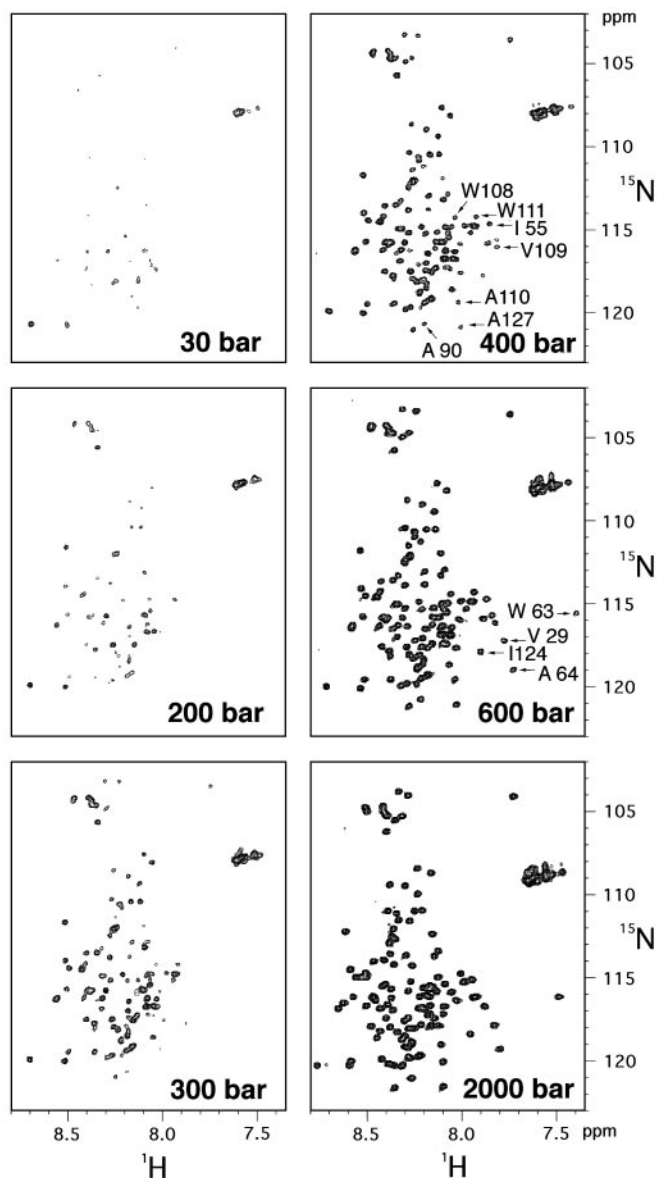 ppm
105
110
¹⁵N
115
120
W108
W111
I 55
V109
A110
A127
A 90
30 bar
400 bar
105
110
¹⁵N
115
120
W 63
V 29
I124
A 64
200 bar
600 bar
105
110
¹⁵N
115
120
300 bar
2000 bar
8.5 8.0 7.5 8.5 8.0 7.5 ppm
¹H ¹H